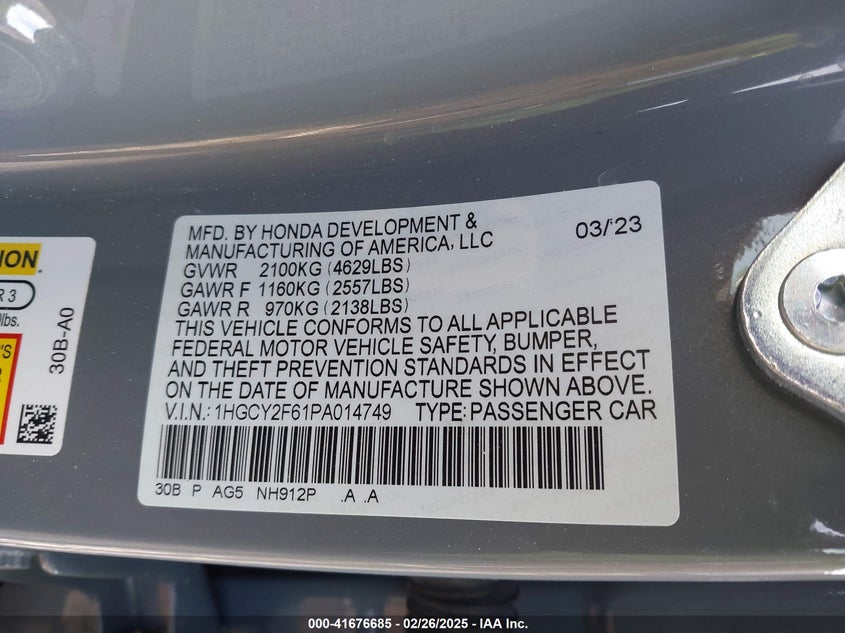 MFD. BY HONDA DEVELOPMENT &
MANUFACTURING OF AMERICA, LLC
03/'23
GVWR 2100KG (4629LBS)
GAWR F 1160KG (2557LBS)
GAWR R 970KG (2138LBS)
THIS VEHICLE CONFORMS TO ALL APPLICABLE
FEDERAL MOTOR VEHICLE SAFETY, BUMPER,
AND THEFT PREVENTION STANDARDS IN EFFECT
ON THE DATE OF MANUFACTURE SHOWN ABOVE.
V.I.N.: 1HGCY2F61PA014749 TYPE: PASSENGER CAR
30B P AG5 NH912P .A .A
ION
R 3
lbs.
30B-A0
000-41676685 - 02/26/2025 - IAA Inc.